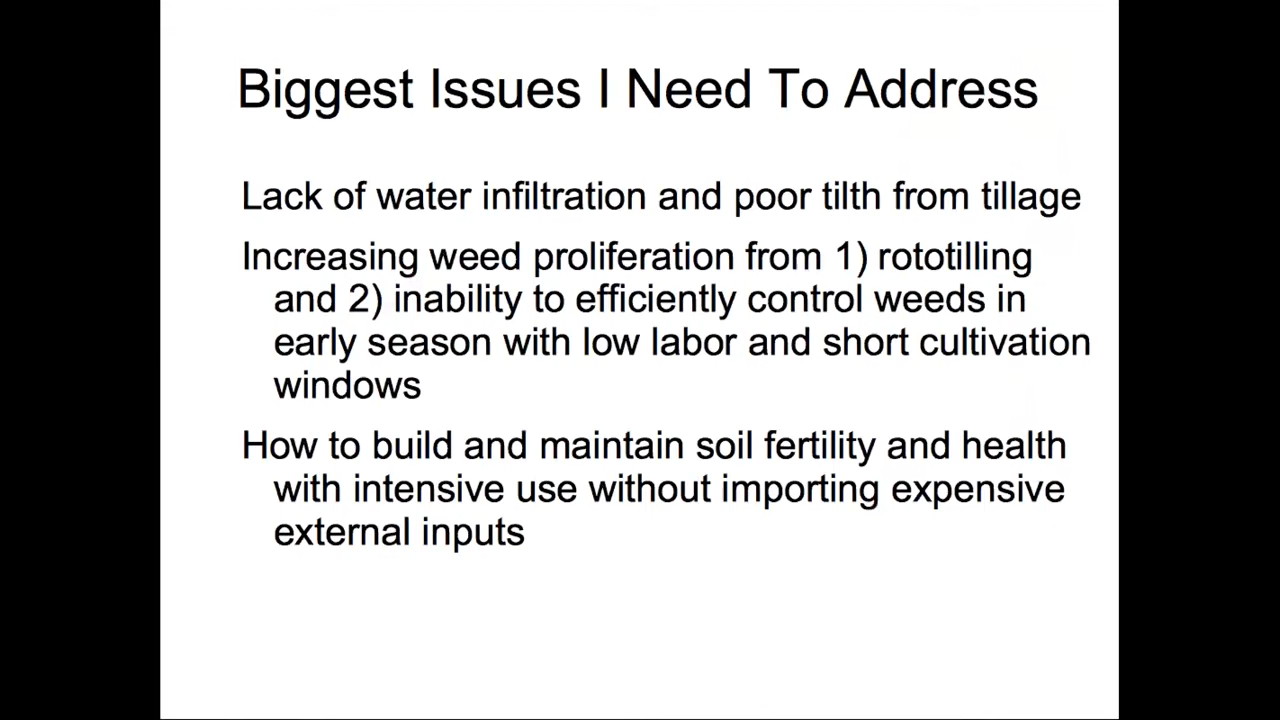 Biggest Issues I Need To Address
Lack of water infiltration and poor tilth from tillage
Increasing weed proliferation from 1) rototilling
and 2) inability to efficiently control weeds in
early season with low labor and short cultivation
windows
How to build and maintain soil fertility and health
with intensive use without importing expensive
external inputs